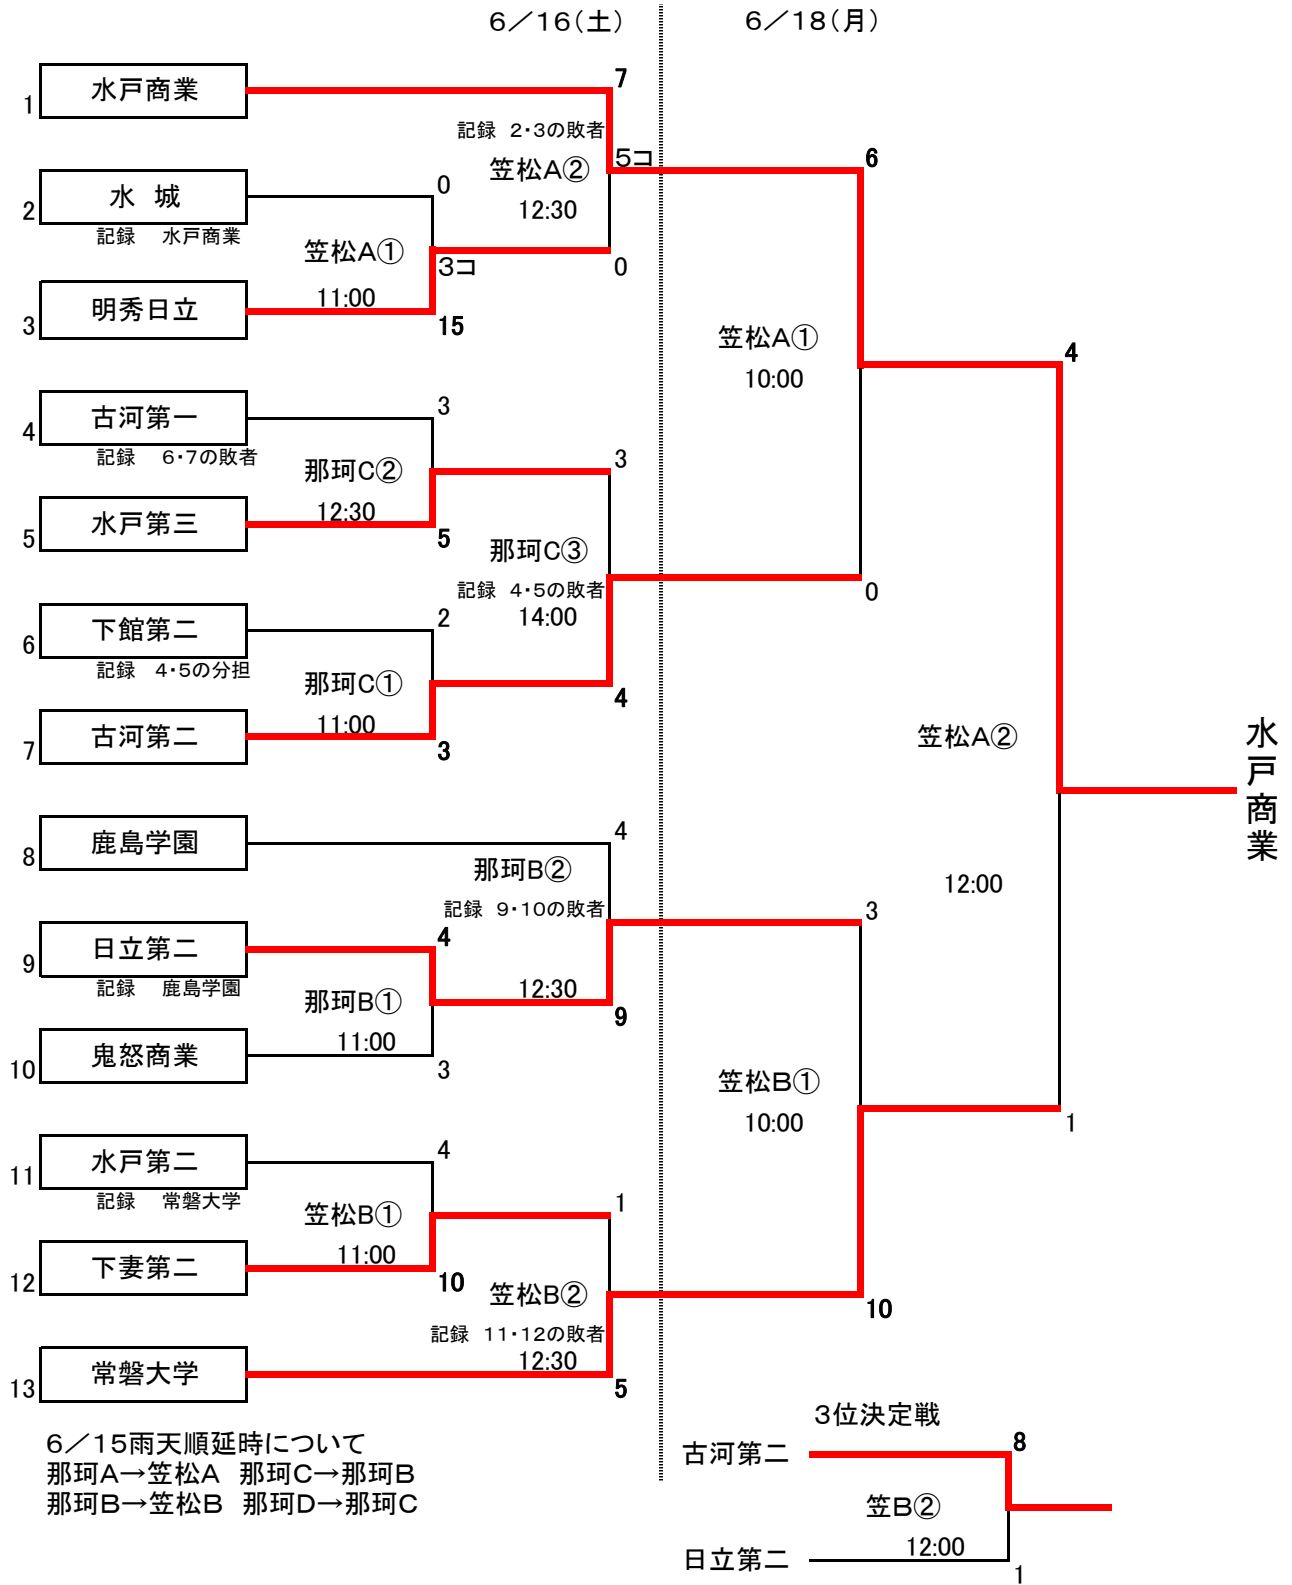 6／16(土)
6／18(月)
7
1 水戸商業
記録 2・3の敗者
5コ
6
笠松A②
12:30
0
2 水 城
記録 水戸商業
笠松A①
3コ
0
11:00
3 明秀日立
15
笠松A①
10:00
4
3
4 古河第一
記録 6・7の敗者
那珂C②
3
12:30
5 水戸第三
5
那珂C③
記録 4・5の敗者
14:00
0
2
6 下館第二
記録 4・5の分担
那珂C①
4
11:00
7 古河第二
3
笠松A②
水戸商業
12:00
4
8 鹿島学園
那珂B②
記録 9・10の敗者
3
4
9 日立第二
記録 鹿島学園
12:30
那珂B①
9
11:00
10 鬼怒商業
3
笠松B①
10:00
1
4
11 水戸第二
記録 常磐大学
1
笠松B①
11:00
12 下妻第二
10
笠松B②
10
記録 11・12の敗者
12:30
13 常磐大学
5
3位決定戦
6／15雨天順延時について
那珂A→笠松A 那珂C→那珂B
那珂B→笠松B 那珂D→那珂C
8
古河第二
笠B②
12:00
日立第二
1